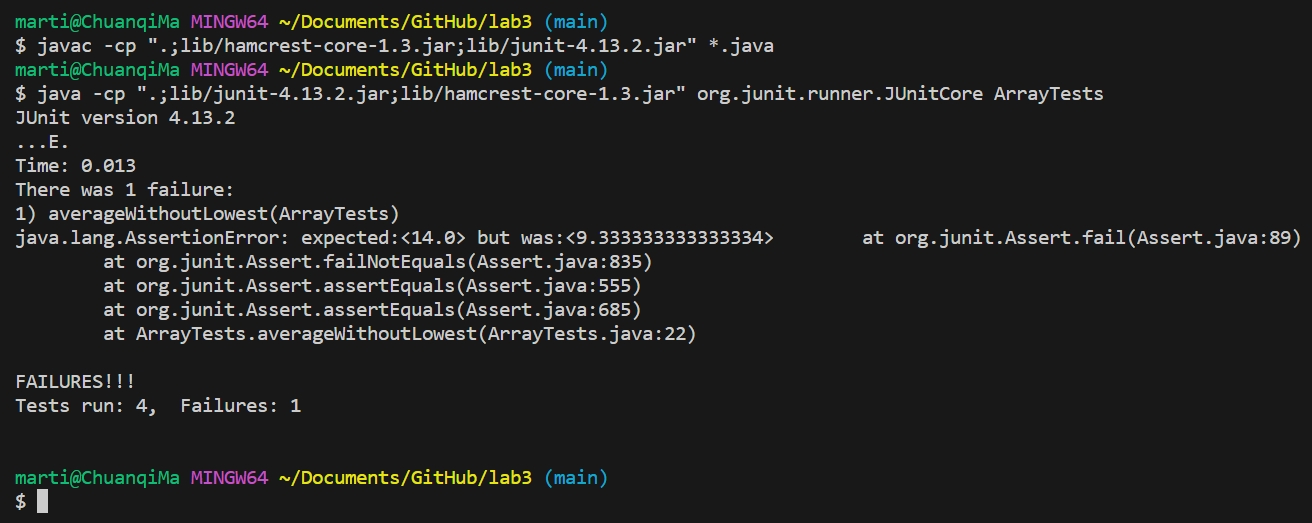 marti@ChuanqiMa MINGW64 ~/Documents/GitHub/lab3 (main)
$ javac -cp ".;lib/hamcrest-core-1.3.jar;lib/junit-4.13.2.jar" *.java
marti@ChuanqiMa MINGW64 ~/Documents/GitHub/lab3 (main)
$ java -cp ".;lib/junit-4.13.2.jar;lib/hamcrest-core-1.3.jar" org.junit.runner.JUnitCore ArrayTests
JUnit version 4.13.2
...E.
Time: 0.013
There was 1 failure:
1) averageWithoutLowest(ArrayTests)
java.lang.AssertionError: expected:<14.0> but was:<9.333333333333334>        at org.junit.Assert.fail(Assert.java:89)
        at org.junit.Assert.failNotEquals(Assert.java:835)
        at org.junit.Assert.assertEquals(Assert.java:555)
        at org.junit.Assert.assertEquals(Assert.java:685)
        at ArrayTests.averageWithoutLowest(ArrayTests.java:22)
FAILURES!!!
Tests run: 4,  Failures: 1
marti@ChuanqiMa MINGW64 ~/Documents/GitHub/lab3 (main)
$